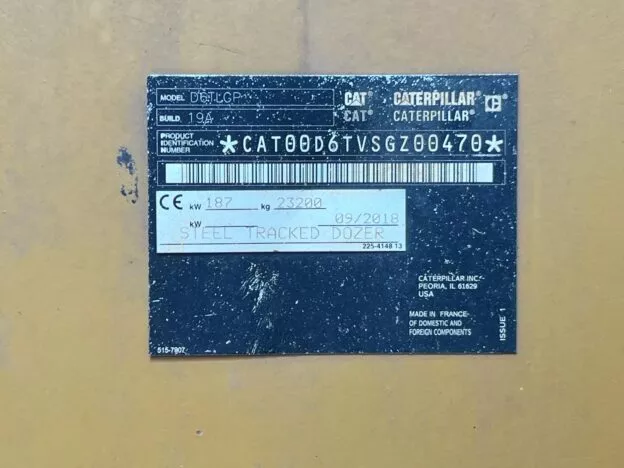 MODEL D6TLGP
CAT® CATERPILLAR®
BUILD 19A
CAT® CATERPILLAR®
PRODUCT IDENTIFICATION NUMBER *CAT00D6TVSGZ00470*
CE kW 187 kg 23200
kW 09/2018
STEEL TRACKED DOZER
225-4148 13
CATERPILLAR INC.
PEORIA, IL 61629
USA
MADE IN FRANCE
OF DOMESTIC AND
FOREIGN COMPONENTS
ISSUE 1
515-7907